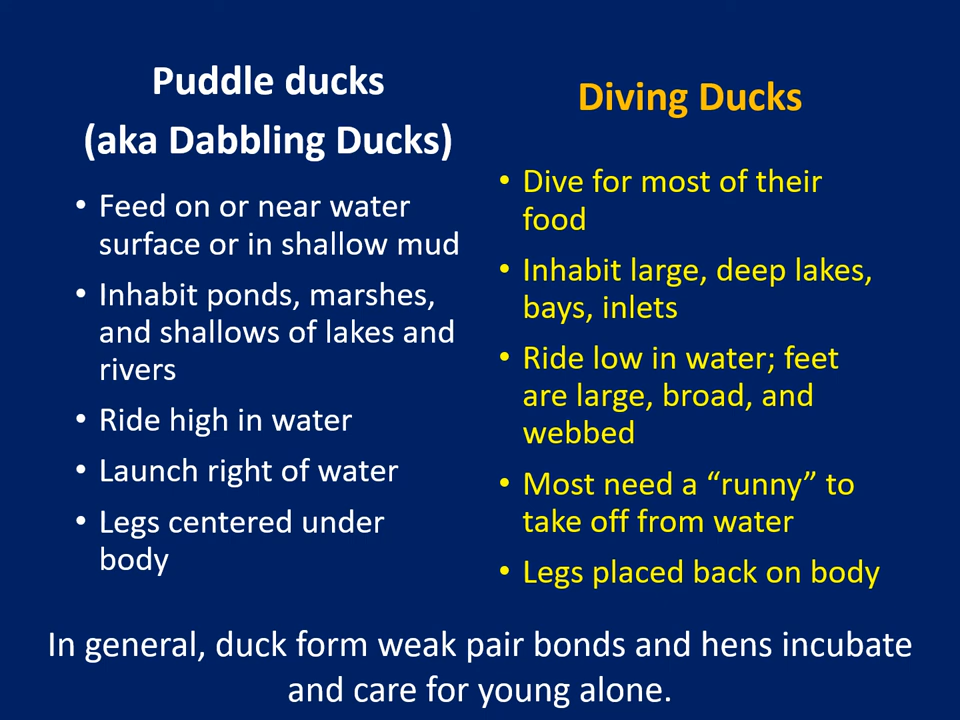 Puddle ducks
(aka Dabbling Ducks)
• Feed on or near water
surface or in shallow mud
• Inhabit ponds, marshes,
and shallows of lakes and
rivers
• Ride high in water
• Launch right of water
• Legs centered under
body
Diving Ducks
• Dive for most of their
food
• Inhabit large, deep lakes,
bays, inlets
• Ride low in water; feet
are large, broad, and
webbed
• Most need a “runny” to
take off from water
• Legs placed back on body
In general, duck form weak pair bonds and hens incubate
and care for young alone.